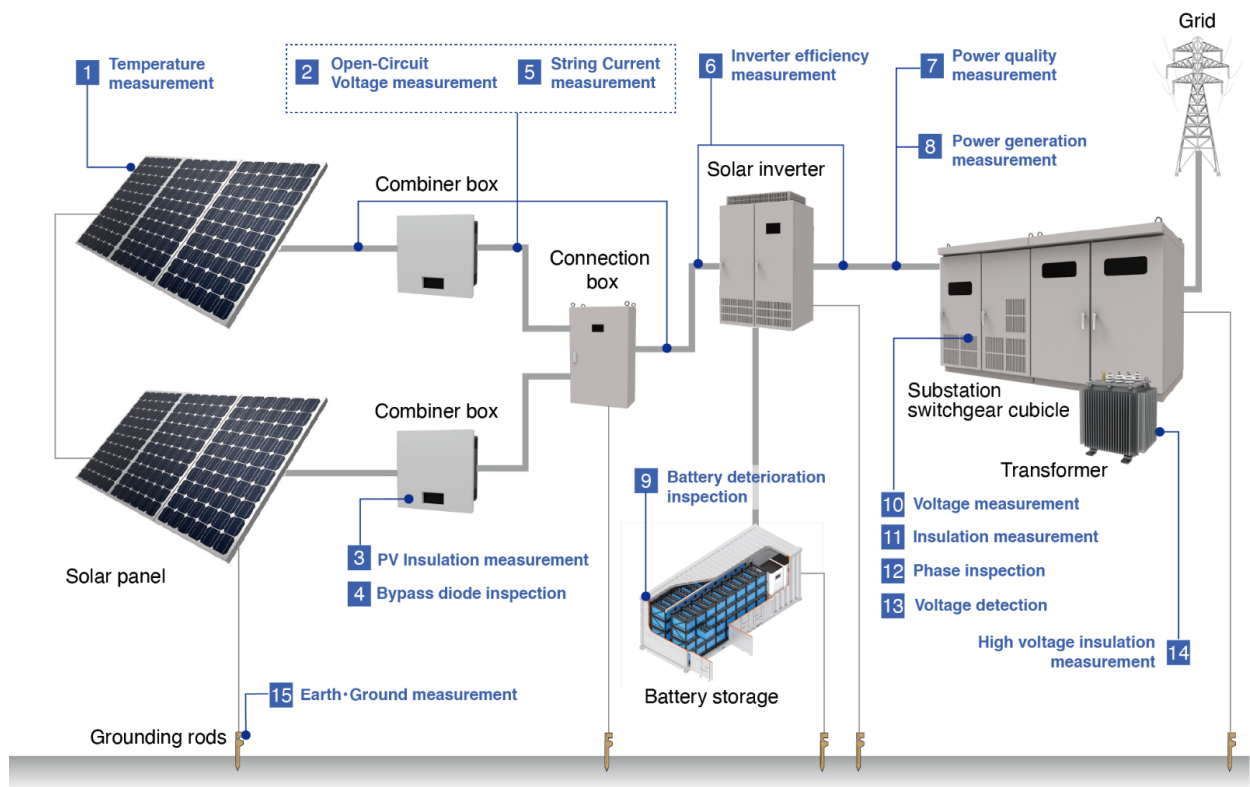 Grid
1 Temperature
measurement
2 Open-Circuit
Voltage measurement
5 String Current
measurement
6 Inverter efficiency
measurement
7 Power quality
measurement
8 Power generation
measurement
Solar inverter
Combiner box
Connection
box
Substation
switchgear cubicle
Combiner box
Transformer
9 Battery deterioration
inspection
10 Voltage measurement
11 Insulation measurement
12 Phase inspection
13 Voltage detection
3 PV Insulation measurement
4 Bypass diode inspection
Solar panel
High voltage insulation
measurement 14
15 Earth・Ground measurement
Battery storage
Grounding rods